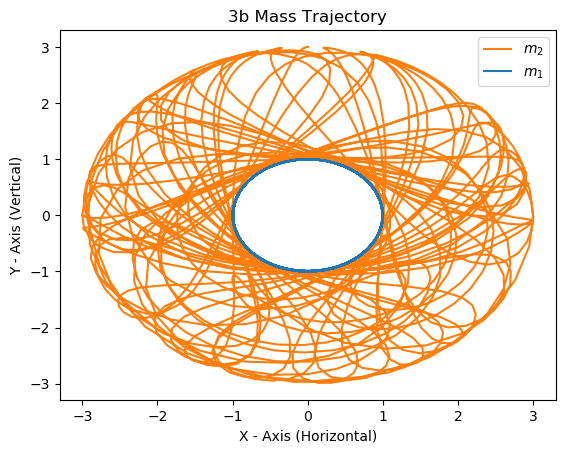 3b Mass Trajectory
m₂
m₁
Y - Axis (Vertical)
3
2
1
0
−1
−2
−3
−3 −2 −1 0 1 2 3
X - Axis (Horizontal)